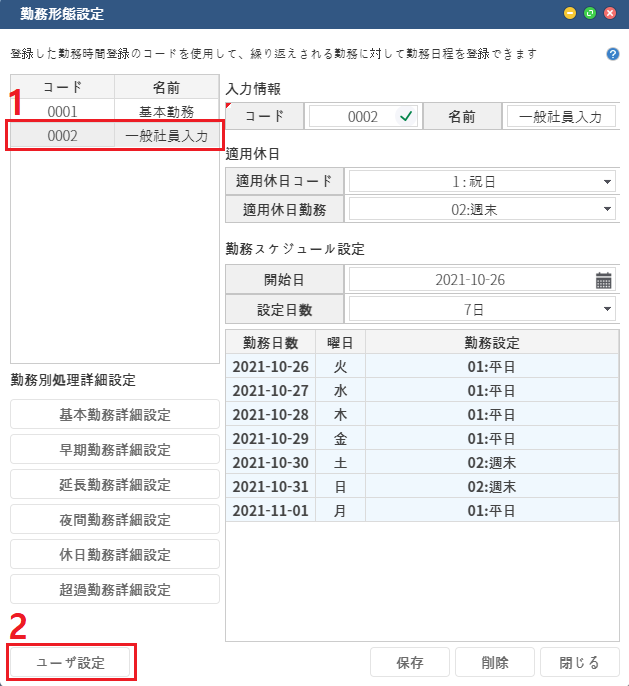 勤務形態設定
登録した勤務時間登録のコードを使用して、繰り返えされる勤務に対して勤務日程を登録できます
?
1
コード 名前
0001 基本勤務
0002 一般社員入力
入力情報
コード 0002 名前 一般社員入力
適用休日
適用休日コード 1 : 祝日
適用休日勤務 02:週末
勤務スケジュール設定
開始日 2021-10-26
設定日数 7日
勤務日数 曜日 勤務設定
2021-10-26 火 01:平日
2021-10-27 水 01:平日
2021-10-28 木 01:平日
2021-10-29 金 01:平日
2021-10-30 土 02:週末
2021-10-31 日 02:週末
2021-11-01 月 01:平日
勤務別処理詳細設定
基本勤務詳細設定
早期勤務詳細設定
延長勤務詳細設定
夜間勤務詳細設定
休日勤務詳細設定
超過勤務詳細設定
2
ユーザ設定
保存 削除 閉じる